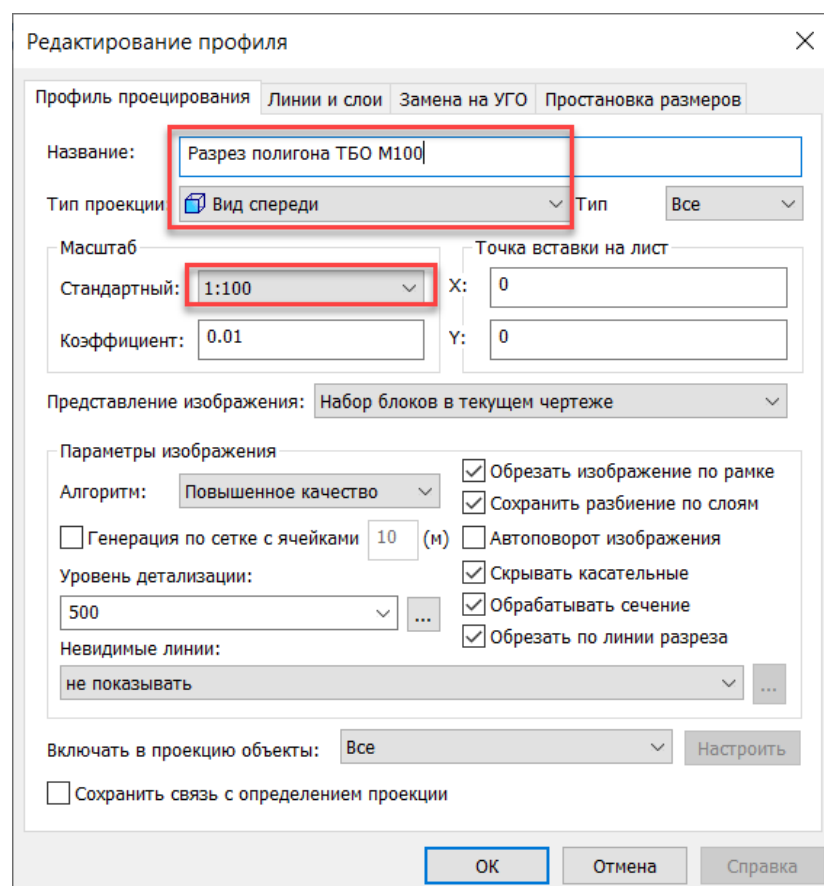 Редактирование профиля
Профиль проецирования Линии и слои Замена на УГО Простановка размеров
Название: Разрез полигона ТБО М100
Тип проекции: Вид спереди Тип Все
Масштаб Точка вставки на лист
Стандартный: 1:100 X: 0
Коэффициент: 0.01 Y: 0
Представление изображения: Набор блоков в текущем чертеже
Параметры изображения
Обрезать изображение по рамке
Алгоритм: Повышенное качество
Сохранить разбиение по слоям
Генерация по сетке с ячейками 10 (м) Автоповорот изображения
Уровень детализации: Скрывать касательные
500 ... Обрабатывать сечение
Обрезать по линии разреза
Невидимые линии:
не показывать ...
Включать в проекцию объекты: Все Настроить
Сохранить связь с определением проекции
ОК Отмена Справка